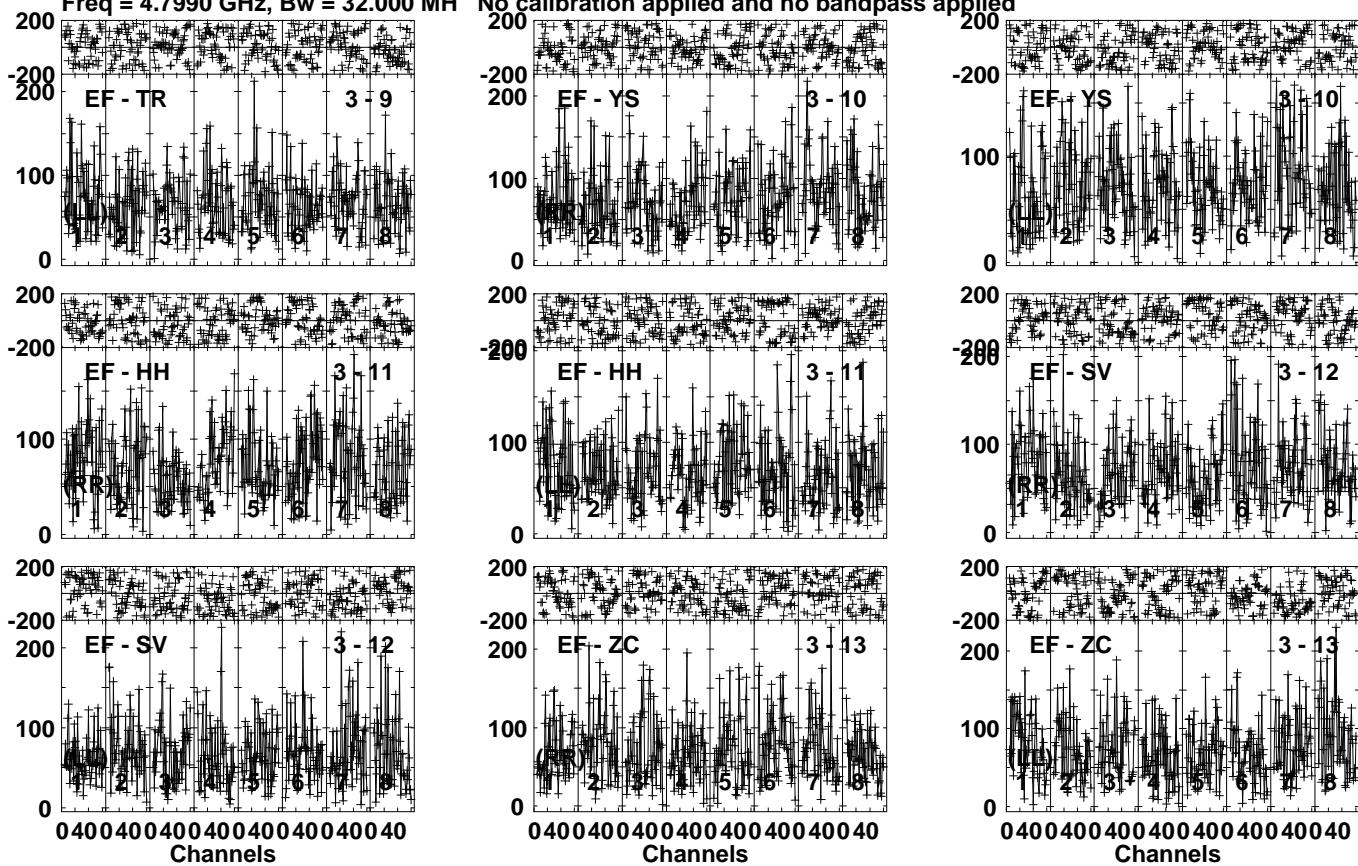 Freq = 4.7990 GHz, Bw = 32.000 MH No calibration applied and no bandpass applied
200 200 200
-200 -200 -200
200 EF - TR 3 - 9 200 EF - YS 3 - 10 EF - YS 3 - 10
100 100 100
(LL) (RR) (LL)
1 2 3 4 5 6 7 8 1 2 3 4 5 6 7 8 1 2 3 4 5 6 7 8
0 0 0
200 200 200
-200 -200 -200
200 200
EF - HH 3 - 11 EF - HH 3 - 11 EF - SV 3 - 12
100 100 100
(RR) (LL) (RR)
1 2 3 4 5 6 7 8 1 2 3 4 5 6 7 8 1 2 3 4 5 6 7 8
0 0 0
200 200 200
-200 -200 -200
200 EF - SV 3 - 12 200 EF - ZC 3 - 13 200 EF - ZC 3 - 13
100 100 100
(LL) (RR) (LL)
1 2 3 4 5 6 7 8 1 2 3 4 5 6 7 8 1 2 3 4 5 6 7 8
0 0 0
0 40 0 40 0 40 0 40 0 40 0 40 0 40 0 40 0 40 0 40 0 40 0 40 0 40 0 40 0 40 0 40 0 40 0 40 0 40 0 40 0 40 0 40 0 40 0 40
Channels Channels Channels